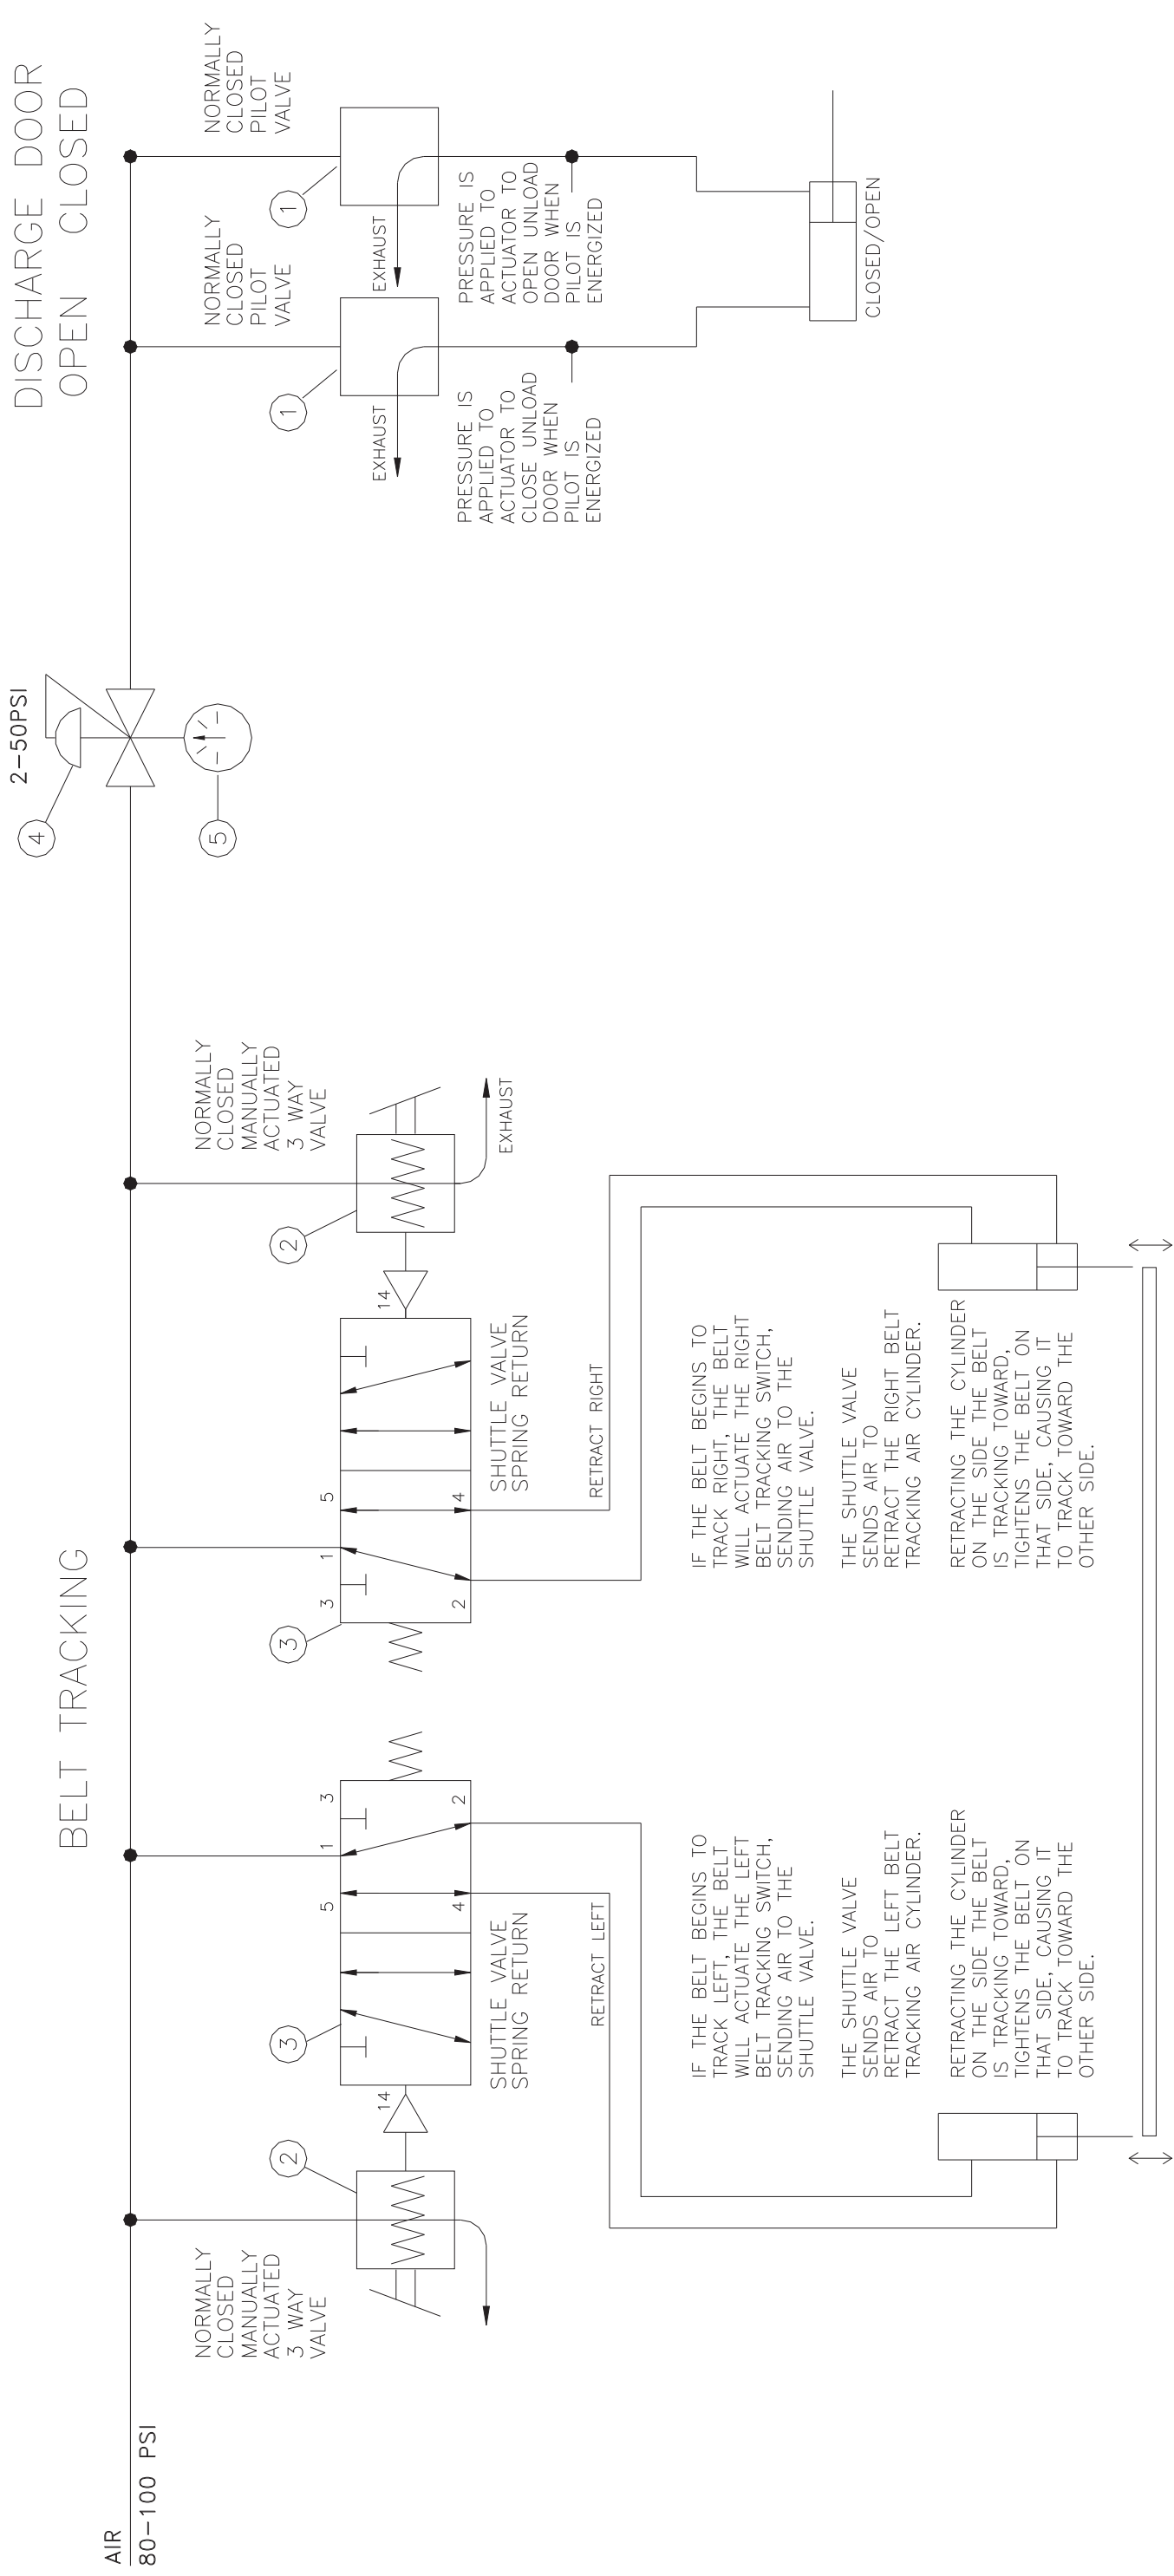 BELT TRACKING
DISCHARGE DOOR
OPEN CLOSED
AIR
80-100 PSI
NORMALLY
CLOSED
MANUALLY
ACTUATED
3 WAY
VALVE
2
14
3
5
1
3
4
2
SHUTTLE VALVE
SPRING RETURN
RETRACT LEFT
IF THE BELT BEGINS TO
TRACK LEFT, THE BELT
WILL ACTUATE THE LEFT
BELT TRACKING SWITCH,
SENDING AIR TO THE
SHUTTLE VALVE.
THE SHUTTLE VALVE
SENDS AIR TO
RETRACT THE LEFT BELT
TRACKING AIR CYLINDER.
RETRACTING THE CYLINDER
ON THE SIDE THE BELT
IS TRACKING TOWARD,
TIGHTENS THE BELT ON
THAT SIDE, CAUSING IT
TO TRACK TOWARD THE
OTHER SIDE.
3
3
1
5
2
4
14
SHUTTLE VALVE
SPRING RETURN
RETRACT RIGHT
IF THE BELT BEGINS TO
TRACK RIGHT, THE BELT
WILL ACTUATE THE RIGHT
BELT TRACKING SWITCH,
SENDING AIR TO THE
SHUTTLE VALVE.
THE SHUTTLE VALVE
SENDS AIR TO
RETRACT THE RIGHT BELT
TRACKING AIR CYLINDER.
RETRACTING THE CYLINDER
ON THE SIDE THE BELT
IS TRACKING TOWARD,
TIGHTENS THE BELT ON
THAT SIDE, CAUSING IT
TO TRACK TOWARD THE
OTHER SIDE.
NORMALLY
CLOSED
MANUALLY
ACTUATED
3 WAY
VALVE
2
EXHAUST
2-50PSI
4
5
NORMALLY
CLOSED
PILOT
VALVE
1
EXHAUST
PRESSURE IS
APPLIED TO
ACTUATOR TO
CLOSE UNLOAD
DOOR WHEN
PILOT IS
ENERGIZED
NORMALLY
CLOSED
PILOT
VALVE
1
EXHAUST
PRESSURE IS
APPLIED TO
ACTUATOR TO
OPEN UNLOAD
DOOR WHEN
PILOT IS
ENERGIZED
CLOSED/OPEN